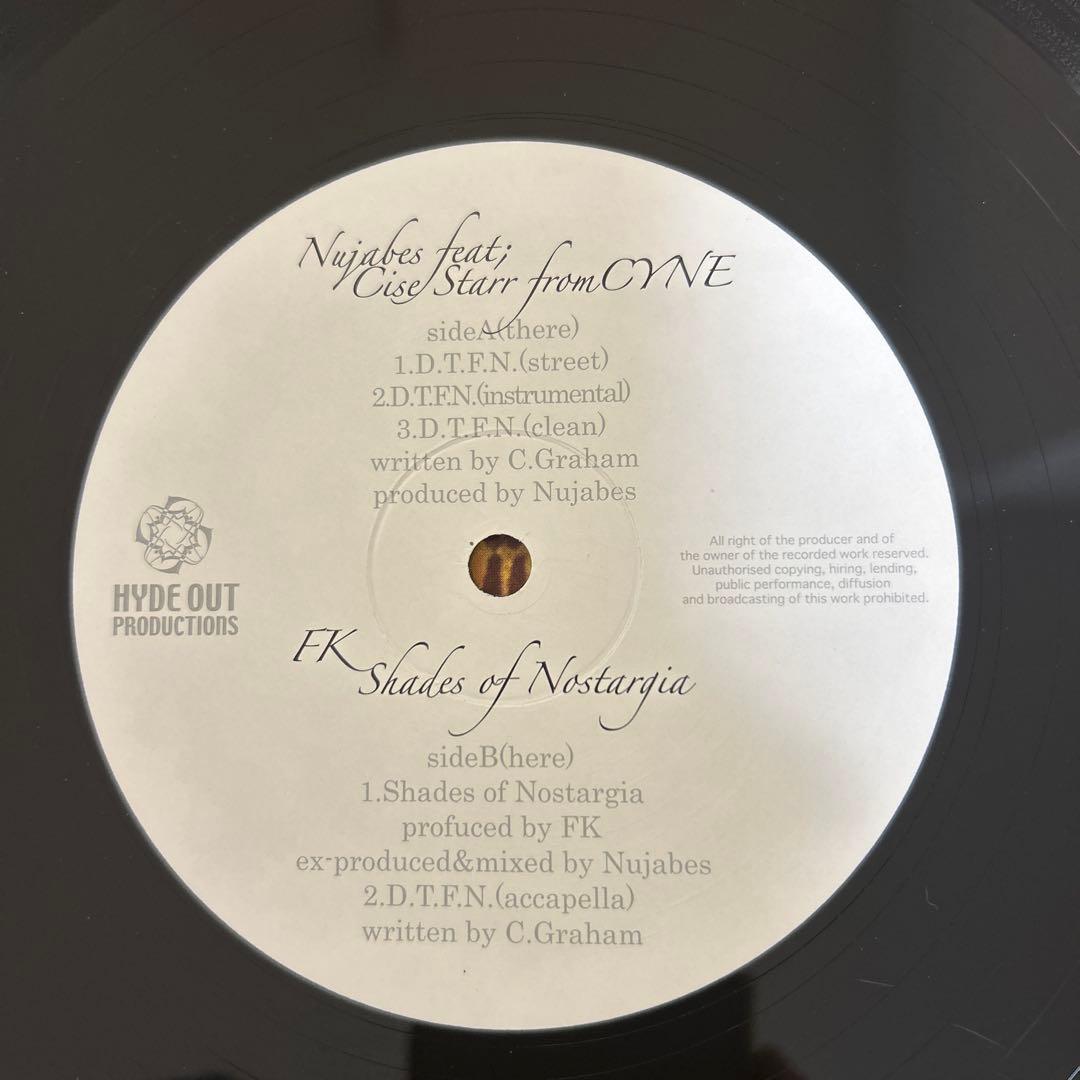 Nujabes feat;
Cise Starr from CYNE
sideA(there)
1.D.T.F.N.(street)
2.D.T.F.N.(instrumental)
3.D.T.F.N.(clean)
written by C.Graham
produced by Nujabes
HYDE OUT
PRODUCTIONS
All right of the producer and of
the owner of the recorded work reserved.
Unauthorised copying, hiring, lending,
public performance, diffusion
and broadcasting of this work prohibited.
FK
Shades of Nostargia
sideB(here)
1.Shades of Nostargia
profuced by FK
ex-produced&mixed by Nujabes
2.D.T.F.N.(accapella)
written by C.Graham